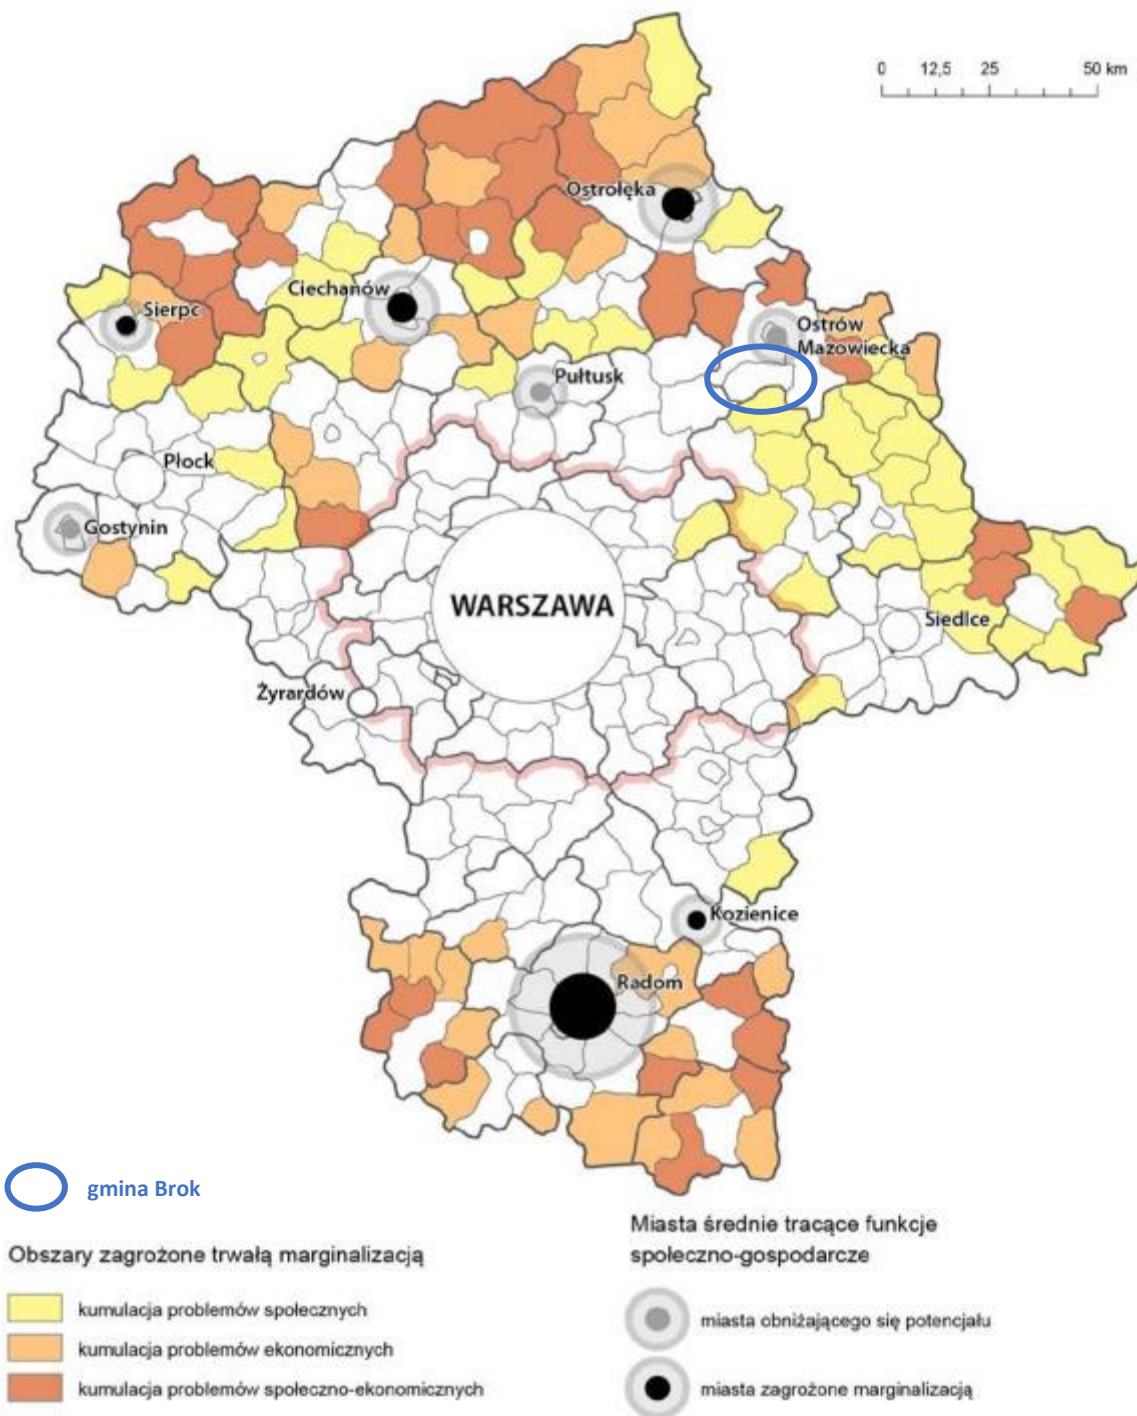 0 12,5 25 50 km
Ostrołęka
Ciechanów
Sierpc
Ostrów
Mazowiecka
Pułtusk
Płock
Gostynin
WARSZAWA
Siedlce
Żyrardów
Kozienice
Radom
gmina Brok
Obszary zagrożone trwałą marginalizacją
kumulacja problemów społecznych
kumulacja problemów ekonomicznych
kumulacja problemów społeczno-ekonomicznych
Miasta średnie tracące funkcje
społeczno-gospodarcze
miasta obniżającego się potencjału
miasta zagrożone marginalizacją